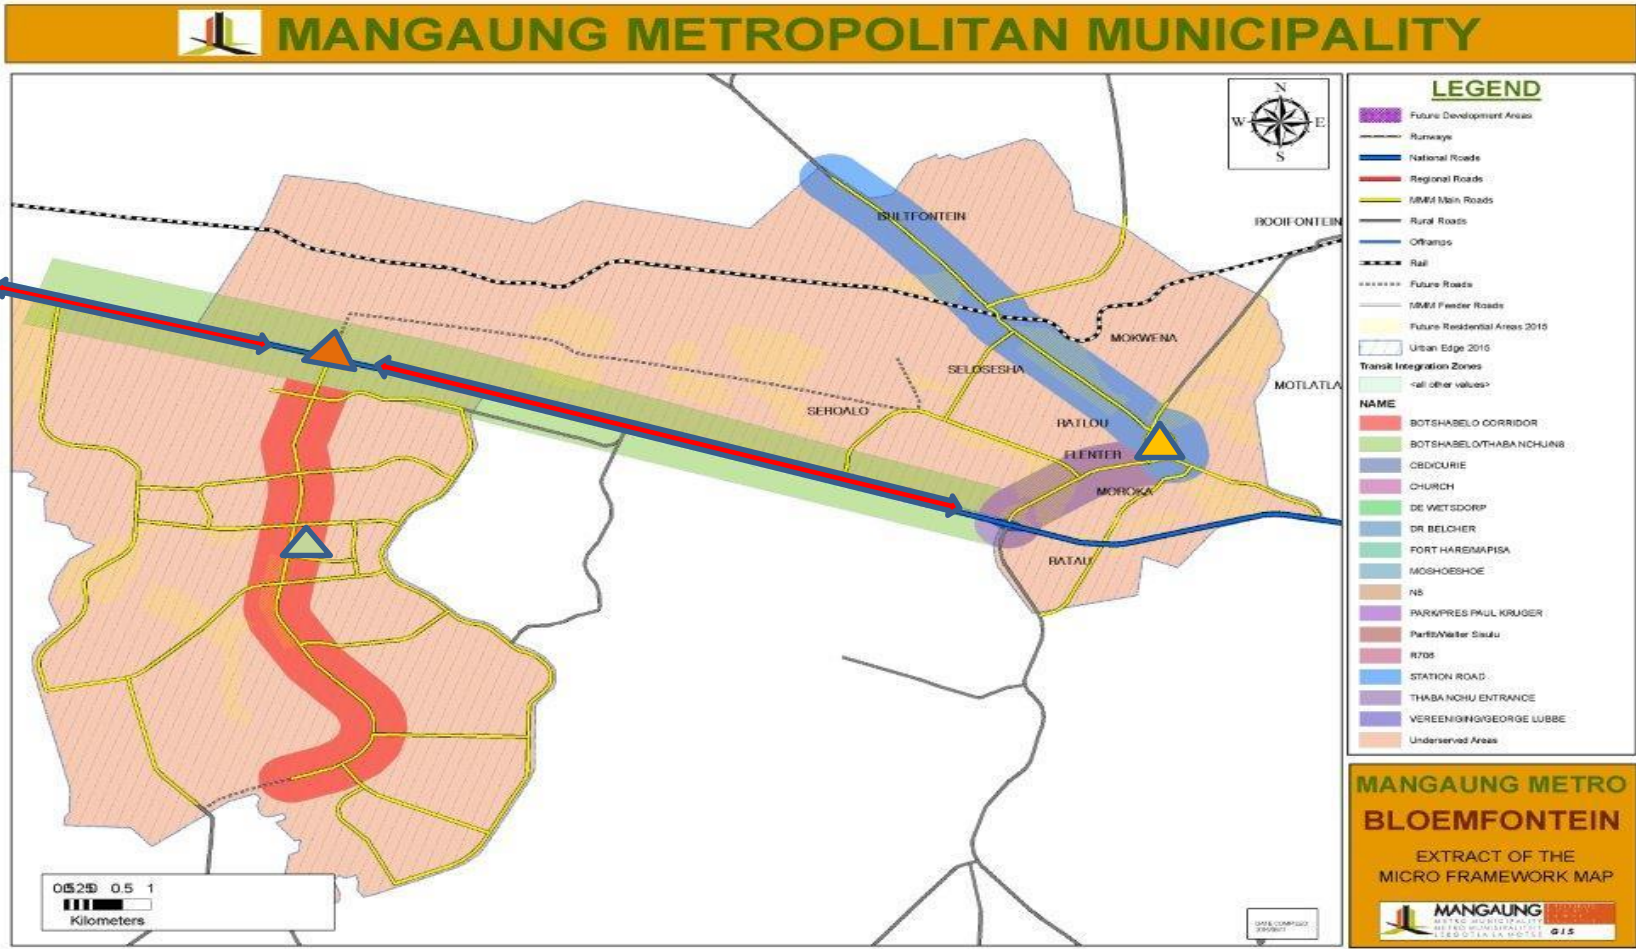 MANGAUNG METROPOLITAN MUNICIPALITY
N
W
E
S
BULTFONTEIN
ROOIFONTEIN
MOKWENA
SELOSESHA
MOTLATLA
SEROALO
RATLOU
FLENTER
MOROKA
RATAU
0.5 1
Kilometers
LEGEND
Future Development Areas
Runways
National Roads
Regional Roads
MMM Main Roads
Rural Roads
Offramps
Rail
Future Roads
MMM Feeder Roads
Future Residential Areas 2015
Urban Edge 2015
Transit Integration Zones
<all other values>
NAME
BOTSHABELO CORRIDOR
BOTSHABELO/THABA NCHU/N8
CBD/CURIE
CHURCH
DE WETSDORP
DR BELCHER
FORT HARE/MAPISA
MOSHOESHOE
N8
PARK/PRES PAUL KRUGER
Parfitt/Walter Sisulu
R706
STATION ROAD
THABA NCHU ENTRANCE
VEREENIGING/GEORGE LUBBE
Underserved Areas
MANGAUNG METRO
BLOEMFONTEIN
EXTRACT OF THE
MICRO FRAMEWORK MAP
MANGAUNG
METRO MUNICIPALITY
GIS